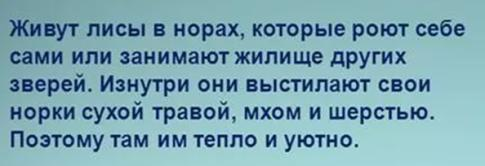 Живут лисы в норах, которые роют себе
сами или занимают жилище других
зверей. Изнутри они выстилают свои
норки сухой травой, мхом и шерстью.
Поэтому там им тепло и уютно.